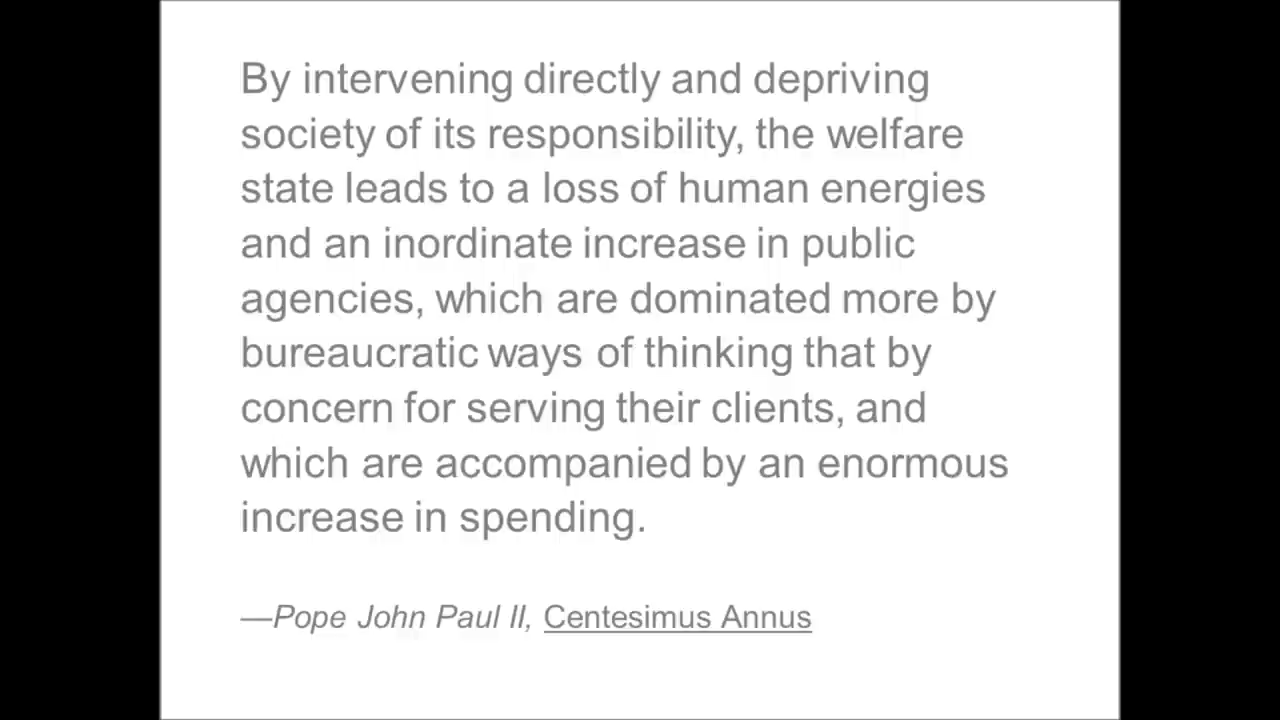 By intervening directly and depriving
society of its responsibility, the welfare
state leads to a loss of human energies
and an inordinate increase in public
agencies, which are dominated more by
bureaucratic ways of thinking that by
concern for serving their clients, and
which are accompanied by an enormous
increase in spending.
—Pope John Paul II, Centesimus Annus